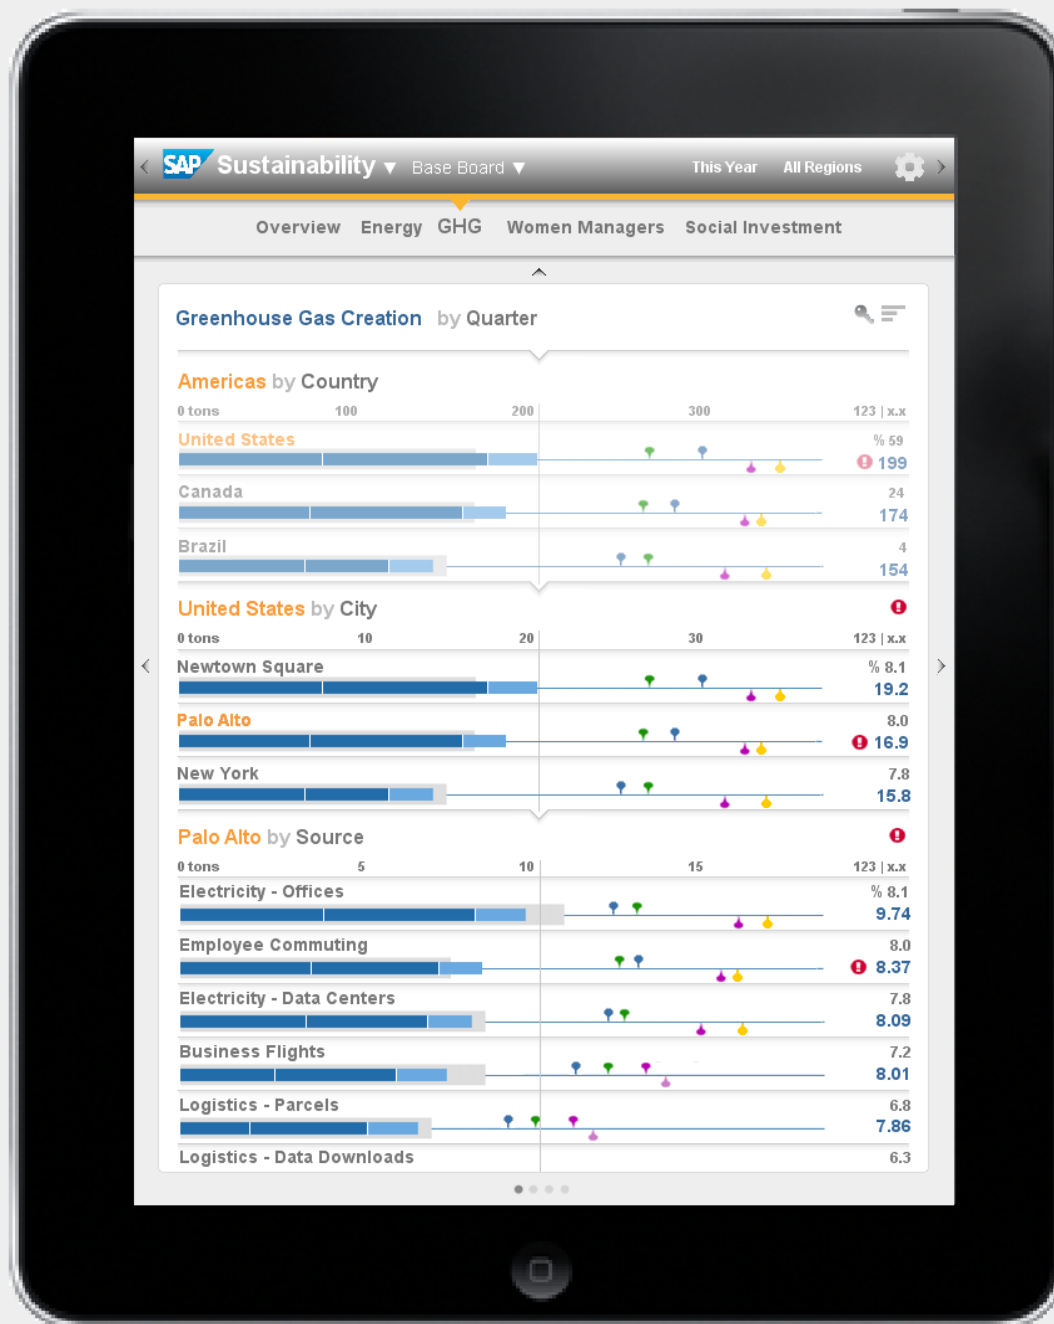 SAP Sustainability ▼ Base Board ▼ This Year All Regions
Overview Energy GHG Women Managers Social Investment
Greenhouse Gas Creation by Quarter
Americas by Country
0 tons 100 200 300 123 | x.x
United States % 59
199
Canada 24
174
Brazil 4
154
United States by City
0 tons 10 20 30 123 | x.x
Newtown Square % 8.1
19.2
Palo Alto 8.0
16.9
New York 7.8
15.8
Palo Alto by Source
0 tons 5 10 15 123 | x.x
Electricity - Offices % 8.1
9.74
Employee Commuting 8.0
8.37
Electricity - Data Centers 7.8
8.09
Business Flights 7.2
8.01
Logistics - Parcels 6.8
7.86
Logistics - Data Downloads 6.3